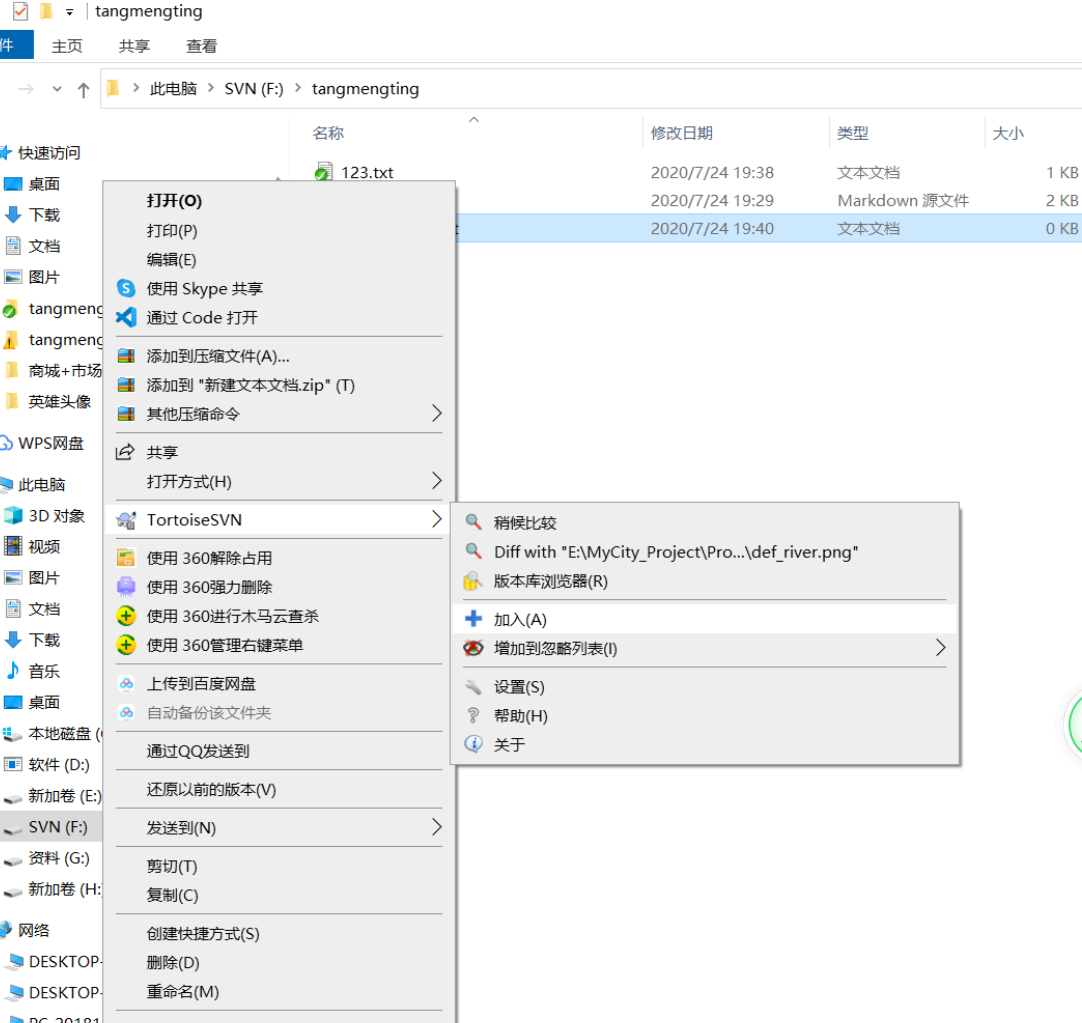 tangmengting
件 主页 共享 查看
此电脑 SVN (F:) tangmengting
名称 修改日期 类型 大小
123.txt 2020/7/24 19:38 文本文档 1 KB
2020/7/24 19:29 Markdown 源文件 2 KB
2020/7/24 19:40 文本文档 0 KB
快速访问
桌面
下载
文档
图片
tangmeng
tangmeng
商城+市场
英雄头像
WPS网盘
此电脑
3D 对象
视频
图片
文档
下载
音乐
桌面
本地磁盘 (
软件 (D:)
新加卷 (E:)
SVN (F:)
资料 (G:)
新加卷 (H:
网络
DESKTOP-
DESKTOP-
PC-20181
打开(O)
打印(P)
编辑(E)
使用 Skype 共享
通过 Code 打开
添加到压缩文件(A)...
添加到 "新建文本文档.zip" (T)
其他压缩命令
共享
打开方式(H)
TortoiseSVN
使用 360解除占用
使用 360强力删除
使用 360进行木马云查杀
使用 360管理右键菜单
上传到百度网盘
自动备份该文件夹
通过QQ发送到
还原以前的版本(V)
发送到(N)
剪切(T)
复制(C)
创建快捷方式(S)
删除(D)
重命名(M)
稍候比较
Diff with "E:\MyCity_Project\Pro...\def_river.png"
版本库浏览器(R)
加入(A)
增加到忽略列表(I)
设置(S)
帮助(H)
关于